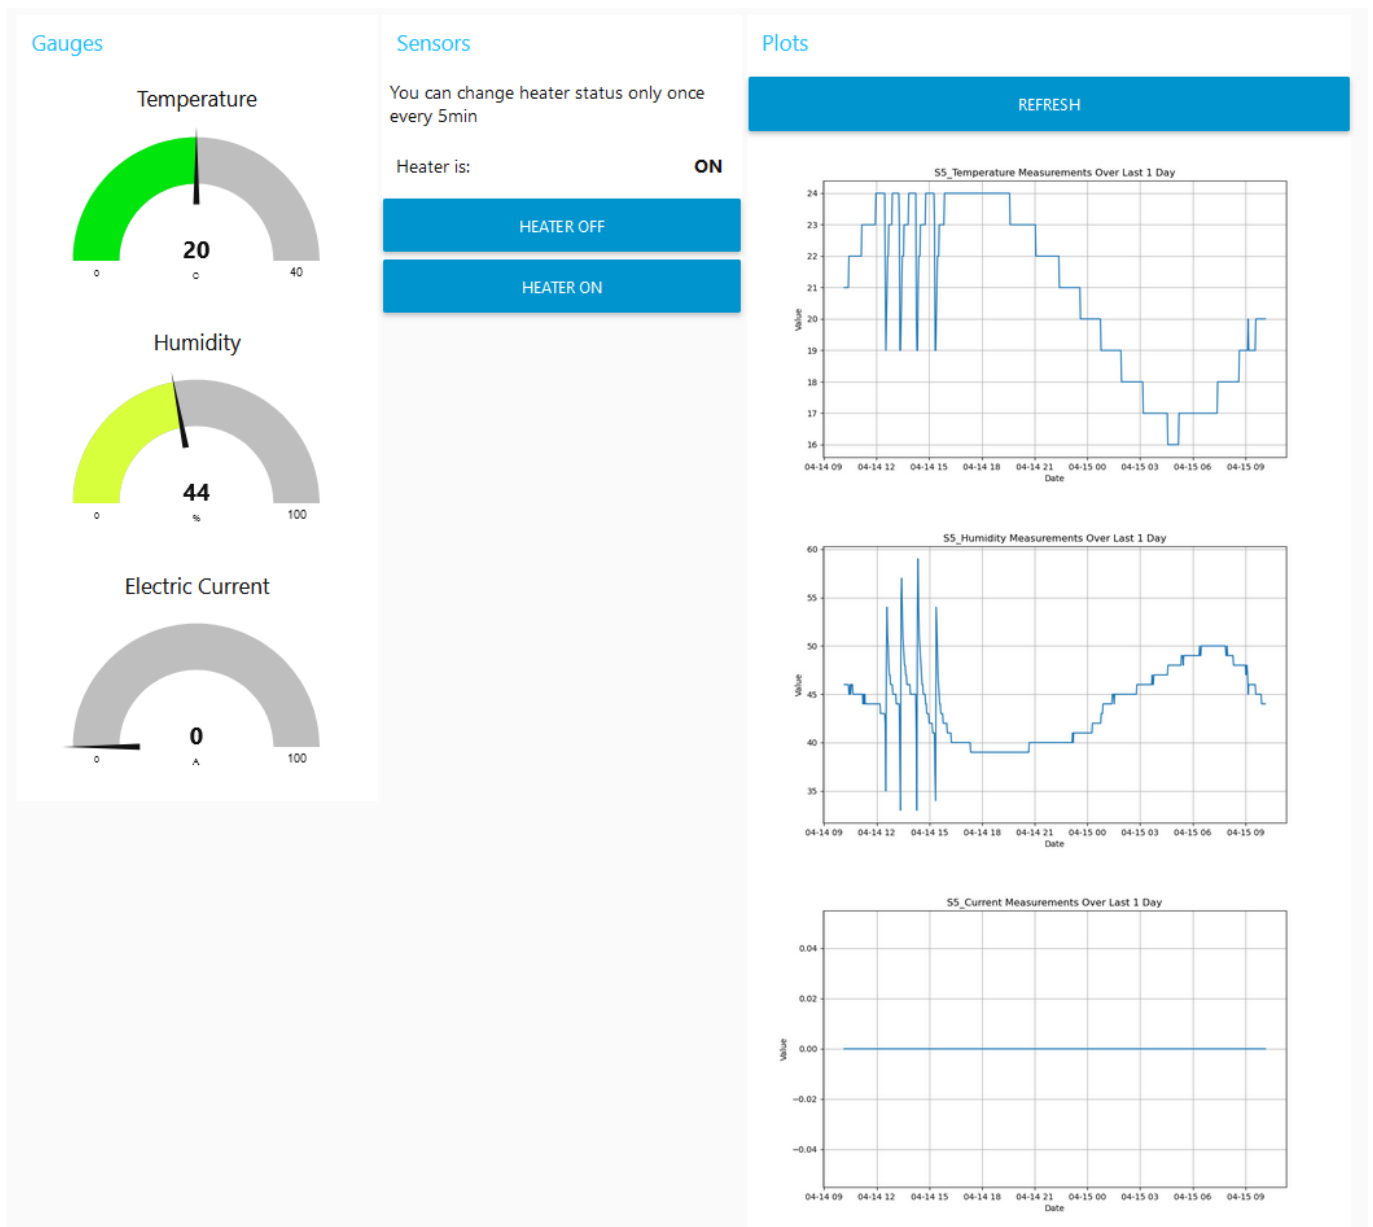 Gauges
Temperature
20
C
0
40
Humidity
44
%
0
100
Electric Current
0
A
0
100
Sensors
You can change heater status only once
every 5min
Heater is: ON
HEATER OFF
HEATER ON
Plots
REFRESH
S5_Temperature Measurements Over Last 1 Day
24
23
22
21
20
19
18
17
16
Value
04-14 09 04-14 12 04-14 15 04-14 18 04-14 21 04-15 00 04-15 03 04-15 06 04-15 09
Date
S5_Humidity Measurements Over Last 1 Day
60
55
50
45
40
35
Value
04-14 09 04-14 12 04-14 15 04-14 18 04-14 21 04-15 00 04-15 03 04-15 06 04-15 09
Date
S5_Current Measurements Over Last 1 Day
0.04
0.02
0.00
−0.02
−0.04
Value
04-14 09 04-14 12 04-14 15 04-14 18 04-14 21 04-15 00 04-15 03 04-15 06 04-15 09
Date